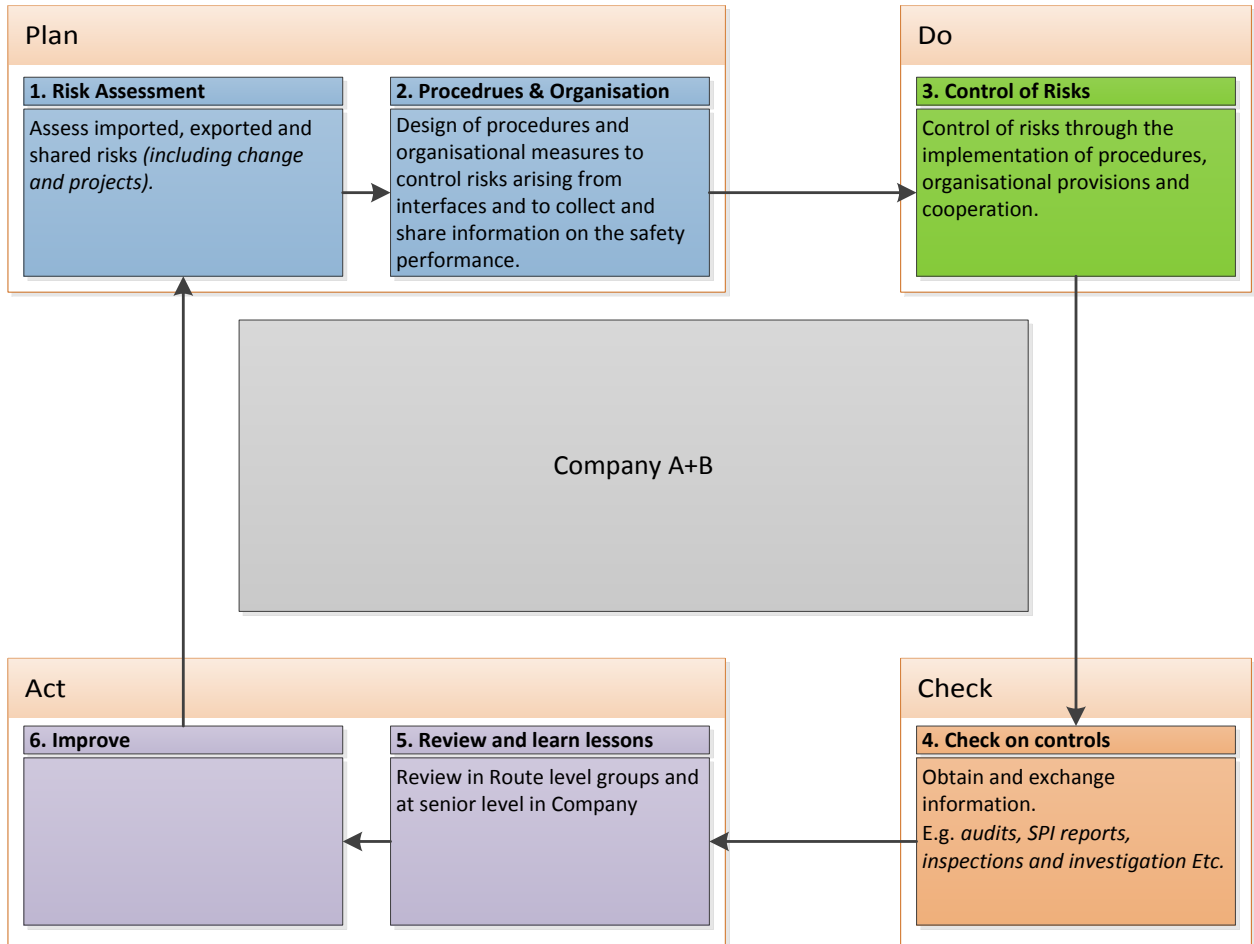 Plan
1. Risk Assessment
Assess imported, exported and
shared risks (including change
and projects).
2. Procedrues & Organisation
Design of procedures and
organisational measures to
control risks arising from
interfaces and to collect and
share information on the safety
performance.
Do
3. Control of Risks
Control of risks through the
implementation of procedures,
organisational provisions and
cooperation.
Company A+B
Act
6. Improve
5. Review and learn lessons
Review in Route level groups and
at senior level in Company
Check
4. Check on controls
Obtain and exchange
information.
E.g. audits, SPI reports,
inspections and investigation Etc.